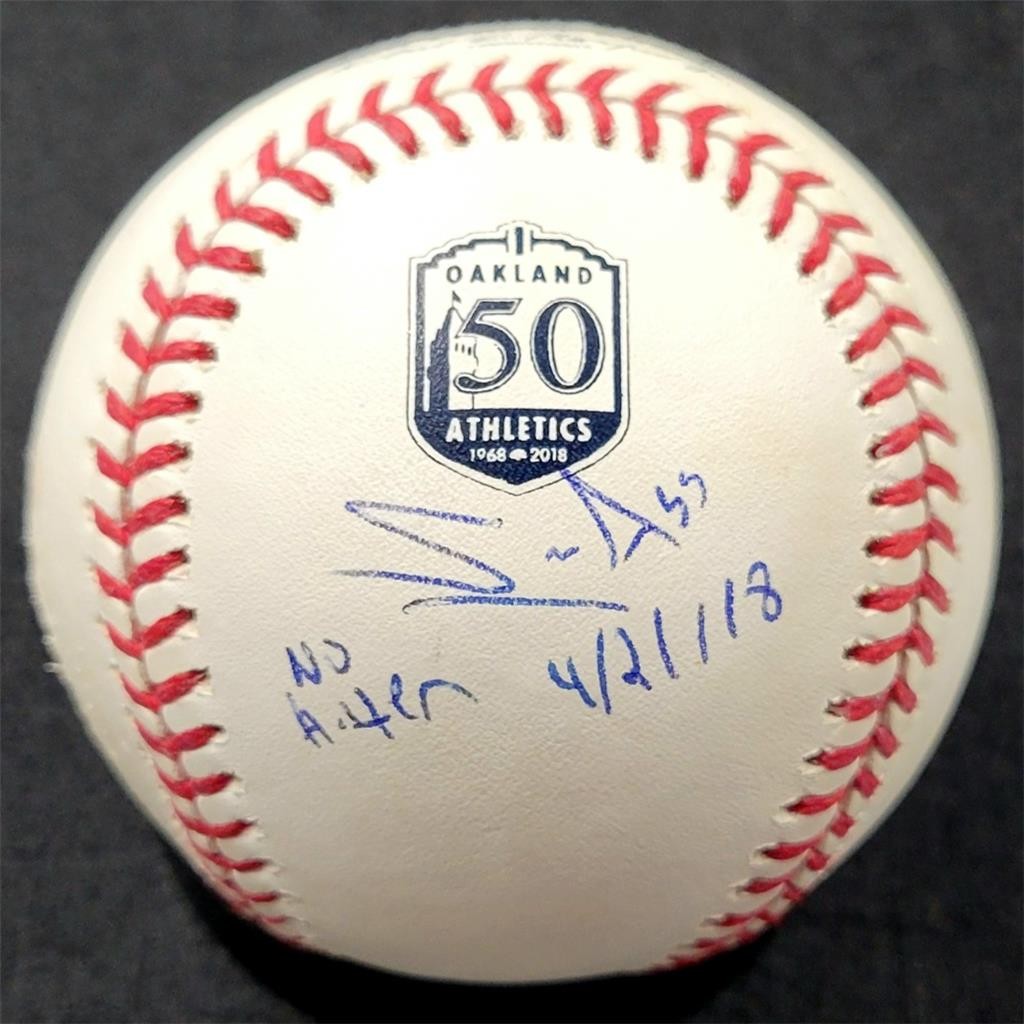 OAKLAND
50
ATHLETICS
1968 2018
55
NO
Hitter 4/21/18